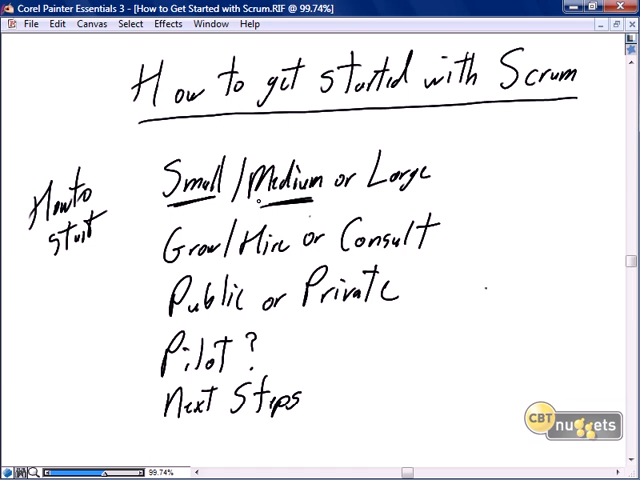 Corel Painter Essentials 3 - [How to Get Started with Scrum.RIF @ 99.74%]
File Edit Canvas Select Effects Movie Window Help
How to get started with Scrum
How to
start
Small/Medium or Large
Grow/Hire or Consult
Public or Private
Pilot?
Next Steps
CBT
nuggets
99.74%